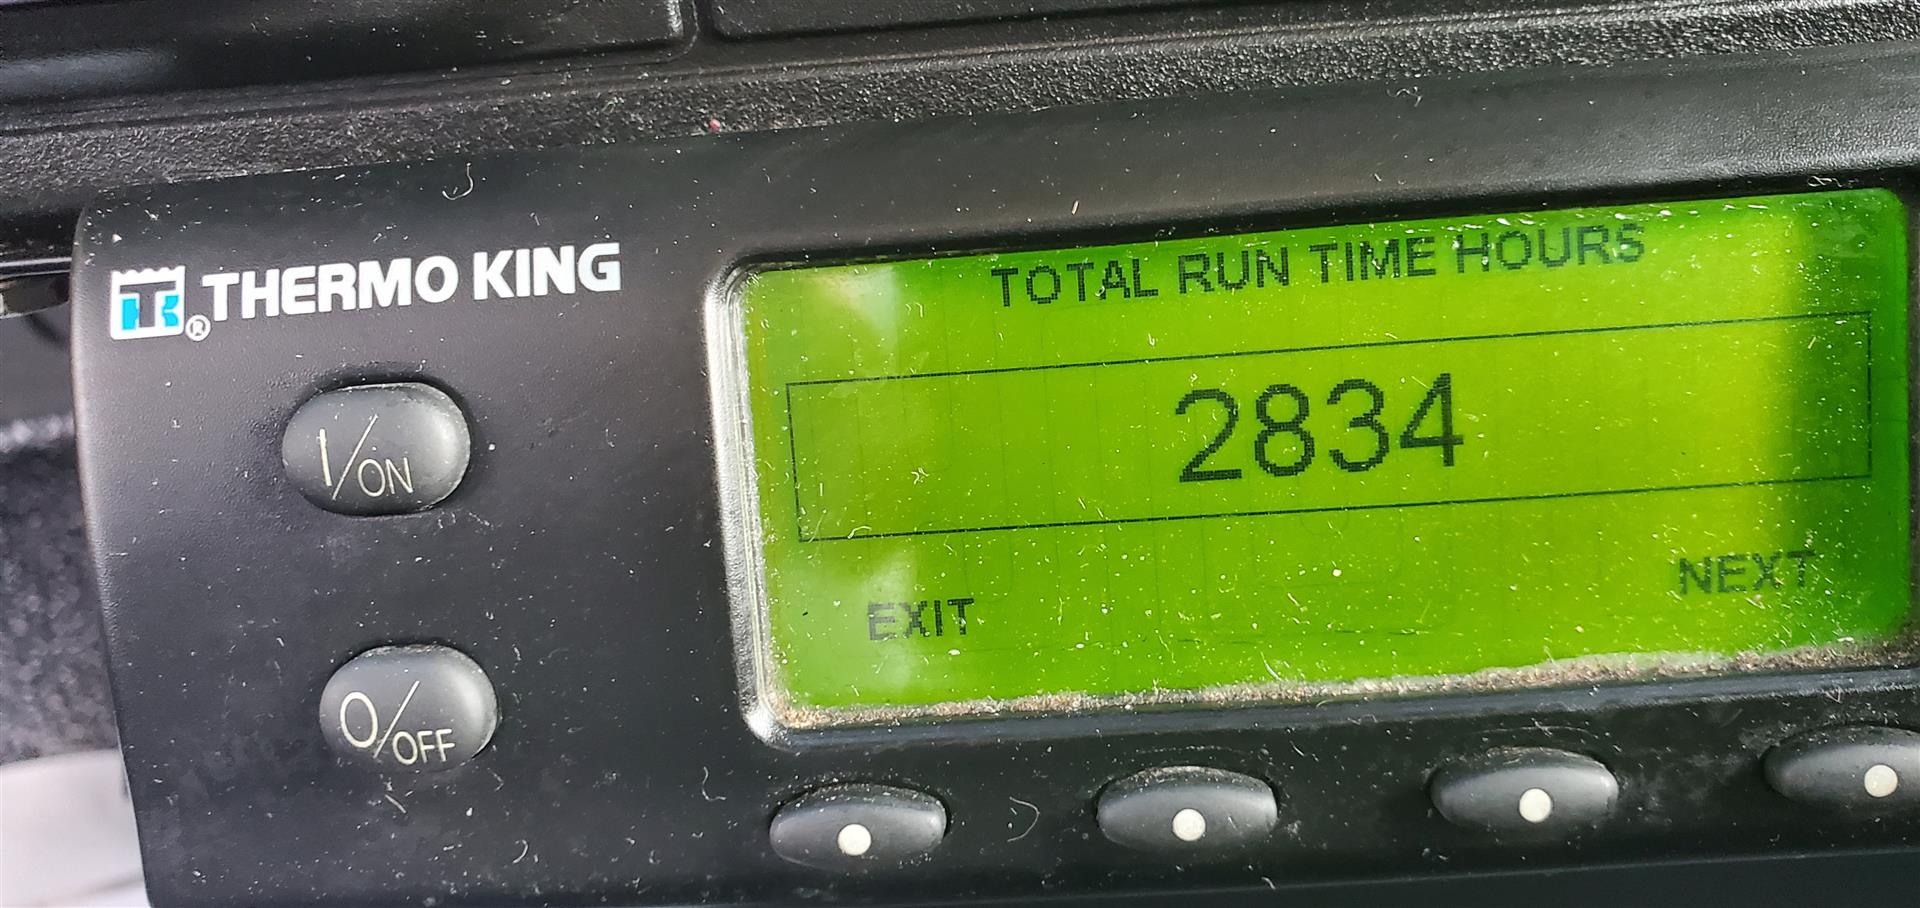 THERMO KING
®
I/ON
O/OFF
TOTAL RUN TIME HOURS
2834
EXIT
NEXT